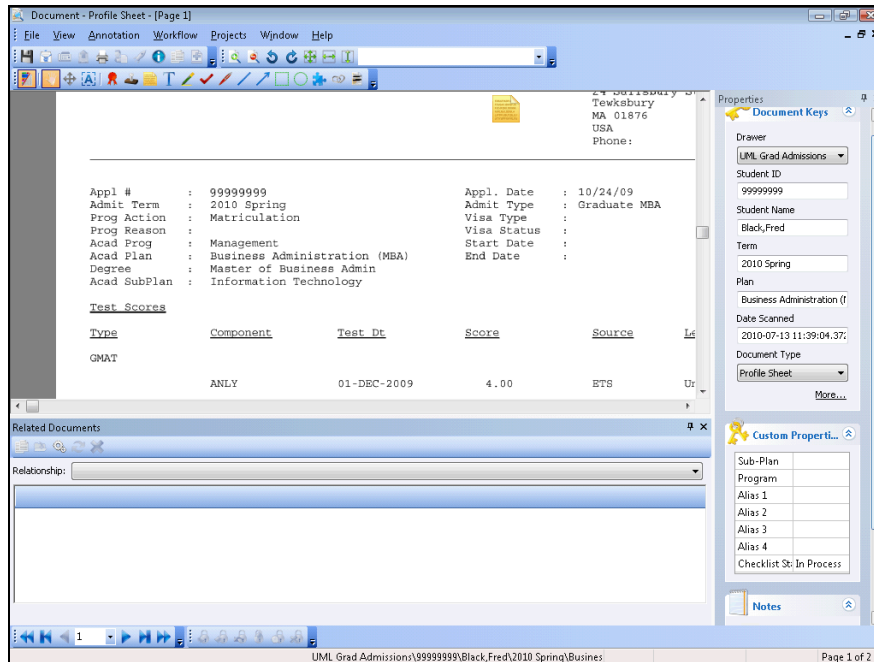 Document - Profile Sheet - [Page 1]
File View Annotation Workflow Projects Window Help
Tewksbury
MA 01876
USA
Phone:
Appl # : 99999999 Appl. Date : 10/24/09
Admit Term : 2010 Spring Admit Type : Graduate MBA
Prog Action : Matriculation Visa Type :
Prog Reason : Visa Status :
Acad Prog : Management Start Date :
Acad Plan : Business Administration (MBA) End Date :
Degree : Master of Business Admin
Acad SubPlan : Information Technology
Test Scores
Type Component Test Dt Score Source
GMAT
ANLY 01-DEC-2009 4.00 ETS
Properties
Document Keys
Drawer
UML Grad Admissions
Student ID
99999999
Student Name
Black,Fred
Term
2010 Spring
Plan
Business Administration (
Date Scanned
2010-07-13 11:39:04.37
Document Type
Profile Sheet
More...
Custom Properti...
Sub-Plan
Program
Alias 1
Alias 2
Alias 3
Alias 4
Checklist St In Process
Notes
Related Documents
Relationship:
1
UML Grad Admissions\99999999\Black,Fred\2010 Spring\Busines
Page 1 of 2